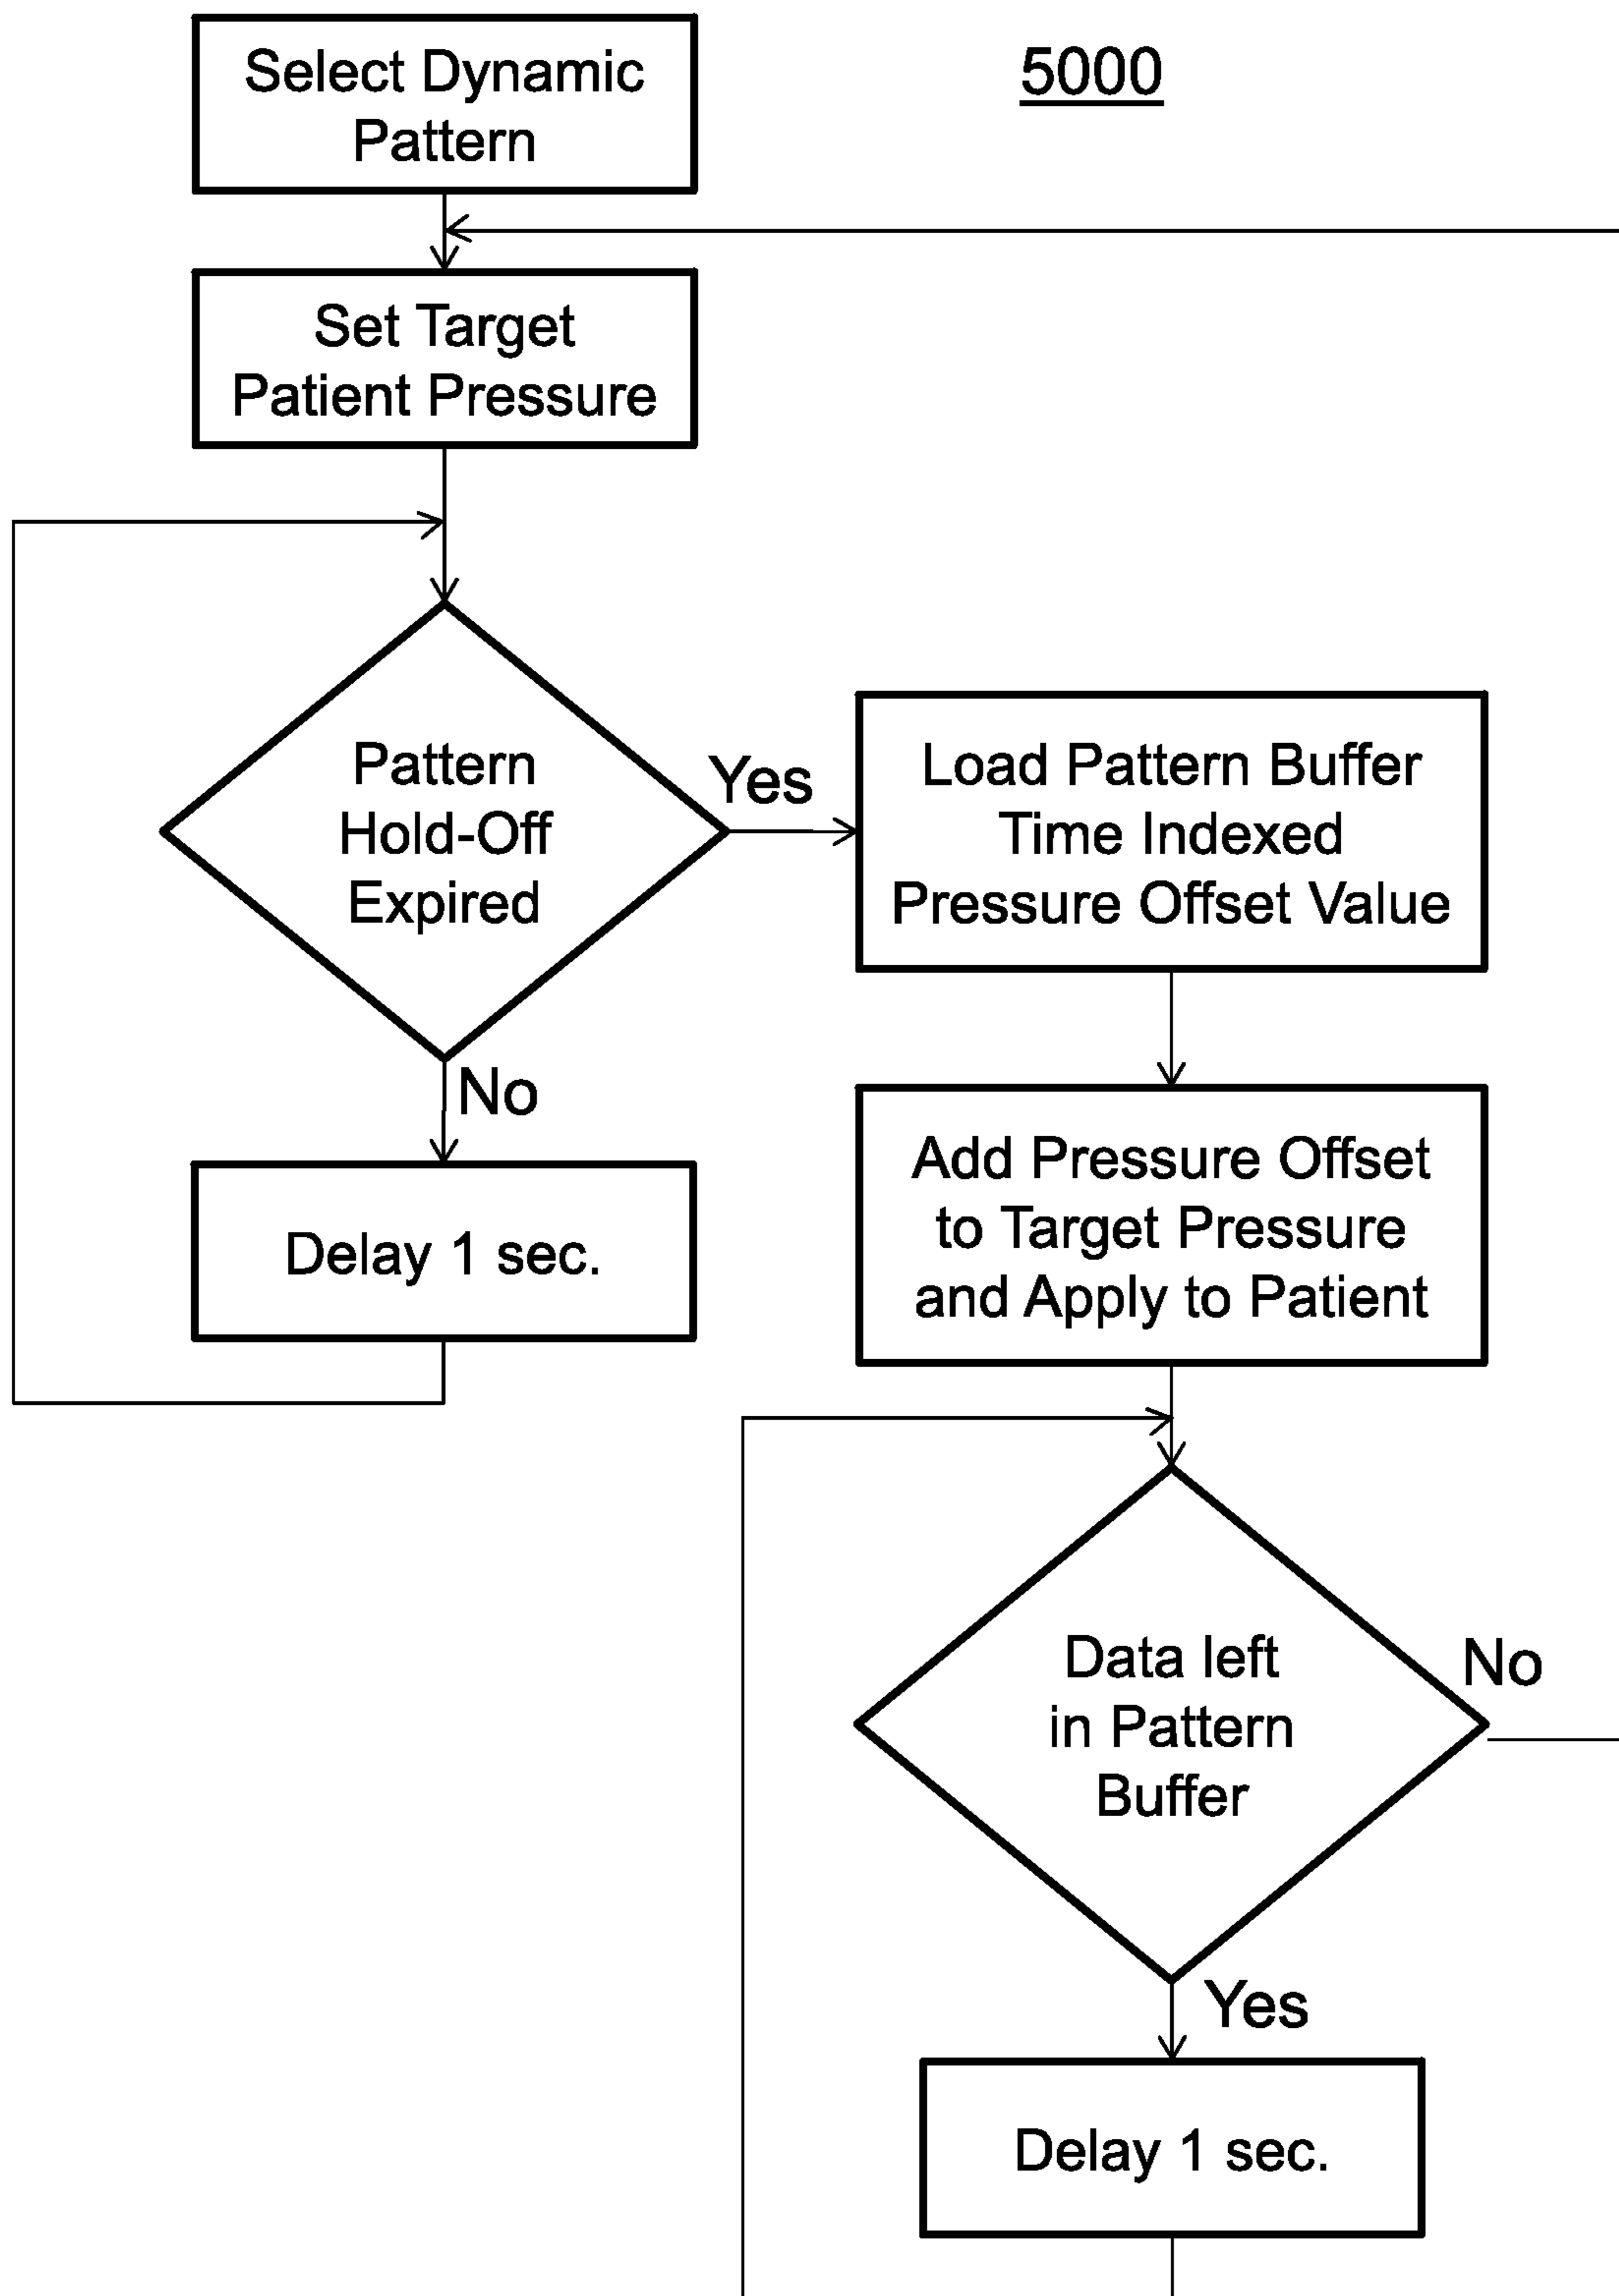 Select Dynamic
Pattern
5000
Set Target
Patient Pressure
Pattern
Hold-Off
Expired
Yes
Load Pattern Buffer
Time Indexed
Pressure Offset Value
No
Delay 1 sec.
Add Pressure Offset
to Target Pressure
and Apply to Patient
Data left
in Pattern
Buffer
No
Yes
Delay 1 sec.